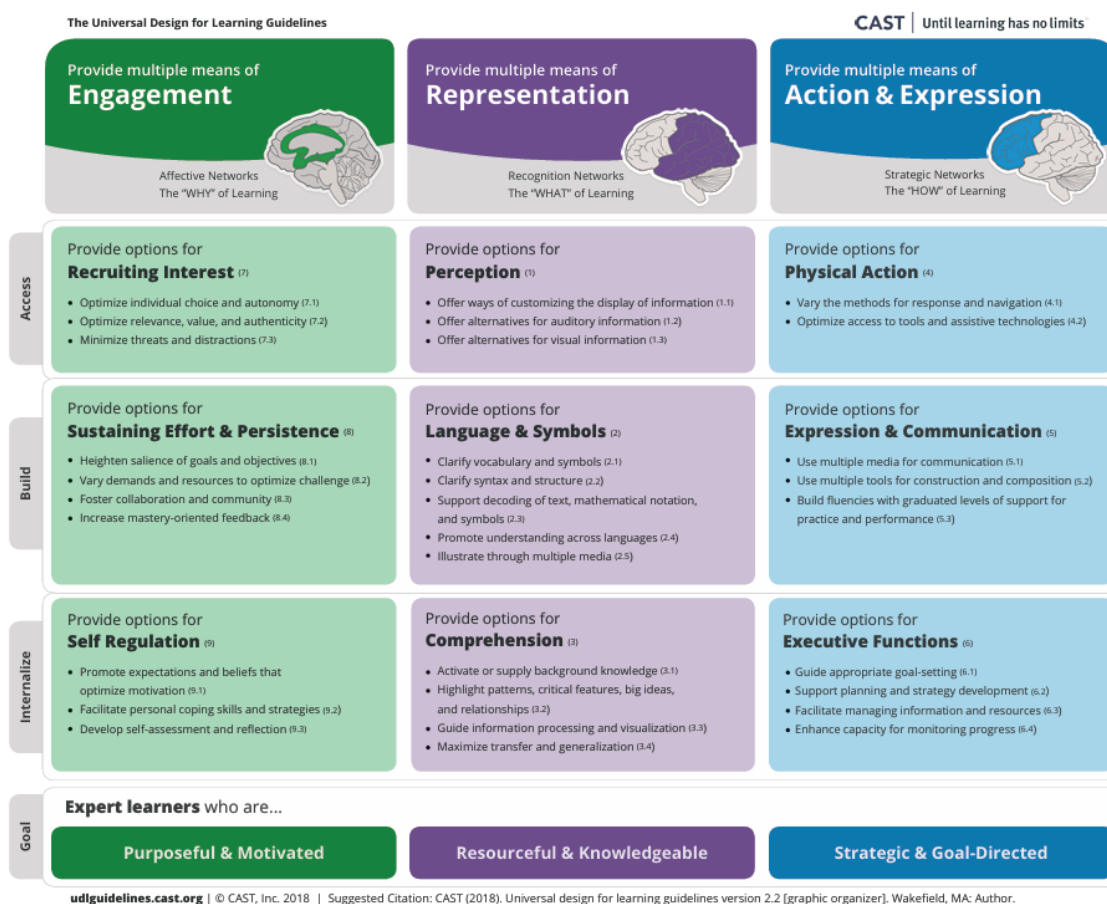 The Universal Design for Learning Guidelines
CAST | Until learning has no limits
Provide multiple means of
Engagement
Affective Networks
The "WHY" of Learning
Provide multiple means of
Representation
Recognition Networks
The "WHAT" of Learning
Provide multiple means of
Action & Expression
Strategic Networks
The "HOW" of Learning
Access
Provide options for
Recruiting Interest (7)
• Optimize individual choice and autonomy (7.1)
• Optimize relevance, value, and authenticity (7.2)
• Minimize threats and distractions (7.3)
Provide options for
Perception (1)
• Offer ways of customizing the display of information (1.1)
• Offer alternatives for auditory information (1.2)
• Offer alternatives for visual information (1.3)
Provide options for
Physical Action (4)
• Vary the methods for response and navigation (4.1)
• Optimize access to tools and assistive technologies (4.2)
Build
Provide options for
Sustaining Effort & Persistence (8)
• Heighten salience of goals and objectives (8.1)
• Vary demands and resources to optimize challenge (8.2)
• Foster collaboration and community (8.3)
• Increase mastery-oriented feedback (8.4)
Provide options for
Language & Symbols (2)
• Clarify vocabulary and symbols (2.1)
• Clarify syntax and structure (2.2)
• Support decoding of text, mathematical notation,
and symbols (2.3)
• Promote understanding across languages (2.4)
• Illustrate through multiple media (2.5)
Provide options for
Expression & Communication (5)
• Use multiple media for communication (5.1)
• Use multiple tools for construction and composition (5.2)
• Build fluencies with graduated levels of support for
practice and performance (5.3)
Internalize
Provide options for
Self Regulation (9)
• Promote expectations and beliefs that
optimize motivation (9.1)
• Facilitate personal coping skills and strategies (9.2)
• Develop self-assessment and reflection (9.3)
Provide options for
Comprehension (3)
• Activate or supply background knowledge (3.1)
• Highlight patterns, critical features, big ideas,
and relationships (3.2)
• Guide information processing and visualization (3.3)
• Maximize transfer and generalization (3.4)
Provide options for
Executive Functions (6)
• Guide appropriate goal-setting (6.1)
• Support planning and strategy development (6.2)
• Facilitate managing information and resources (6.3)
• Enhance capacity for monitoring progress (6.4)
Goal
Expert learners who are...
Purposeful & Motivated
Resourceful & Knowledgeable
Strategic & Goal-Directed
udlguidelines.cast.org | © CAST, Inc. 2018 | Suggested Citation: CAST (2018). Universal design for learning guidelines version 2.2 [graphic organizer]. Wakefield, MA: Author.